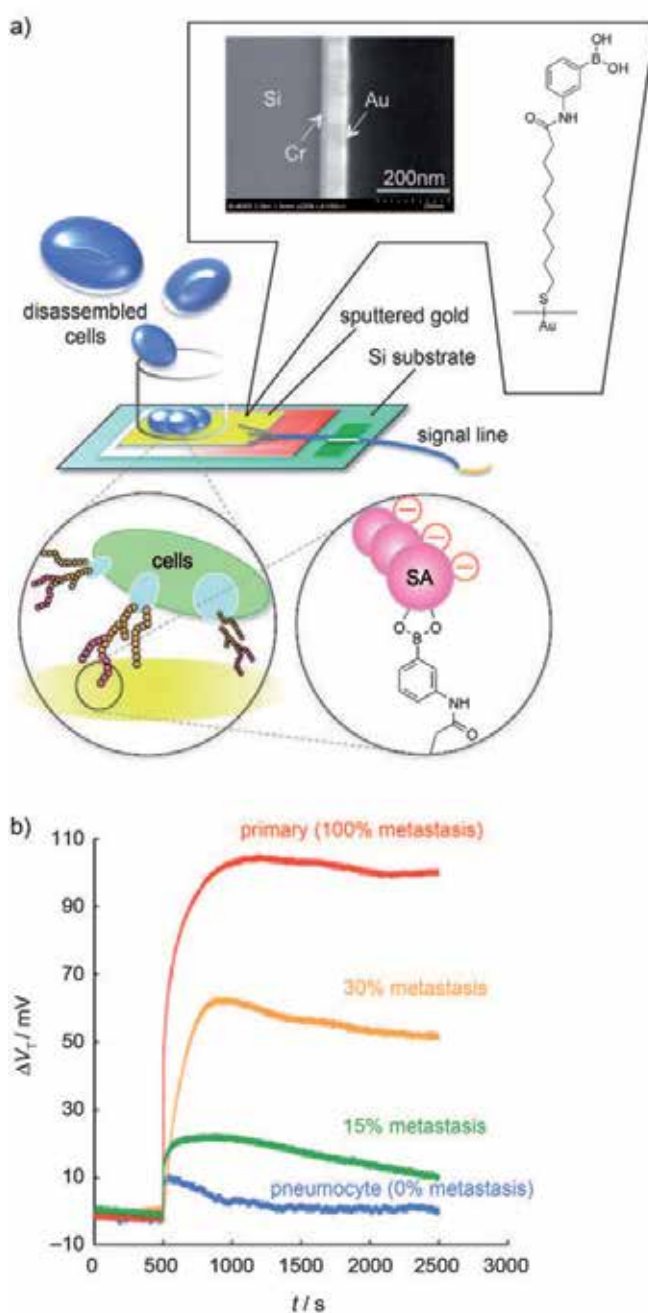 a)
Si
Au
Cr
200nm
OH
B
OH
NH
O
S
Au
disassembled
cells
sputtered gold
Si substrate
signal line
cells
SA
O
B
O
NH
O
b)
110
90
70
50
30
10
–10
ΔVT / mV
primary (100% metastasis)
30% metastasis
15% metastasis
pneumocyte (0% metastasis)
0 500 1000 1500 2000 2500 3000
t / s